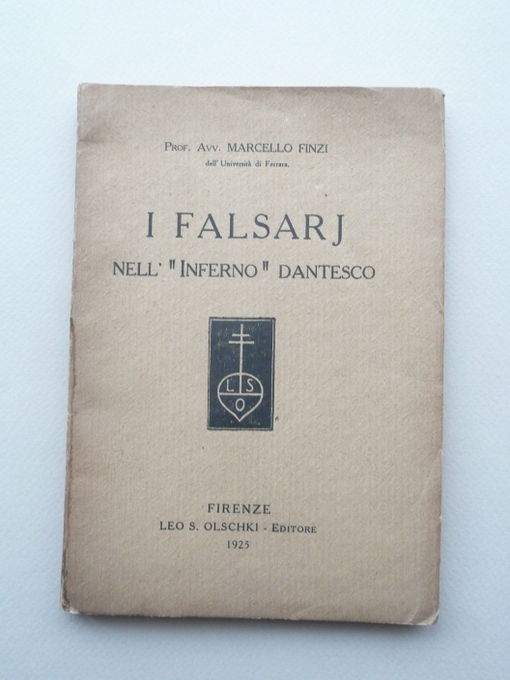 PROF. AVV. MARCELLO FINZI
dell' Università di Ferrara.
I FALSARJ
NELL' "INFERNO" DANTESCO
L S
O
FIRENZE
LEO S. OLSCHKI - EDITORE
1925